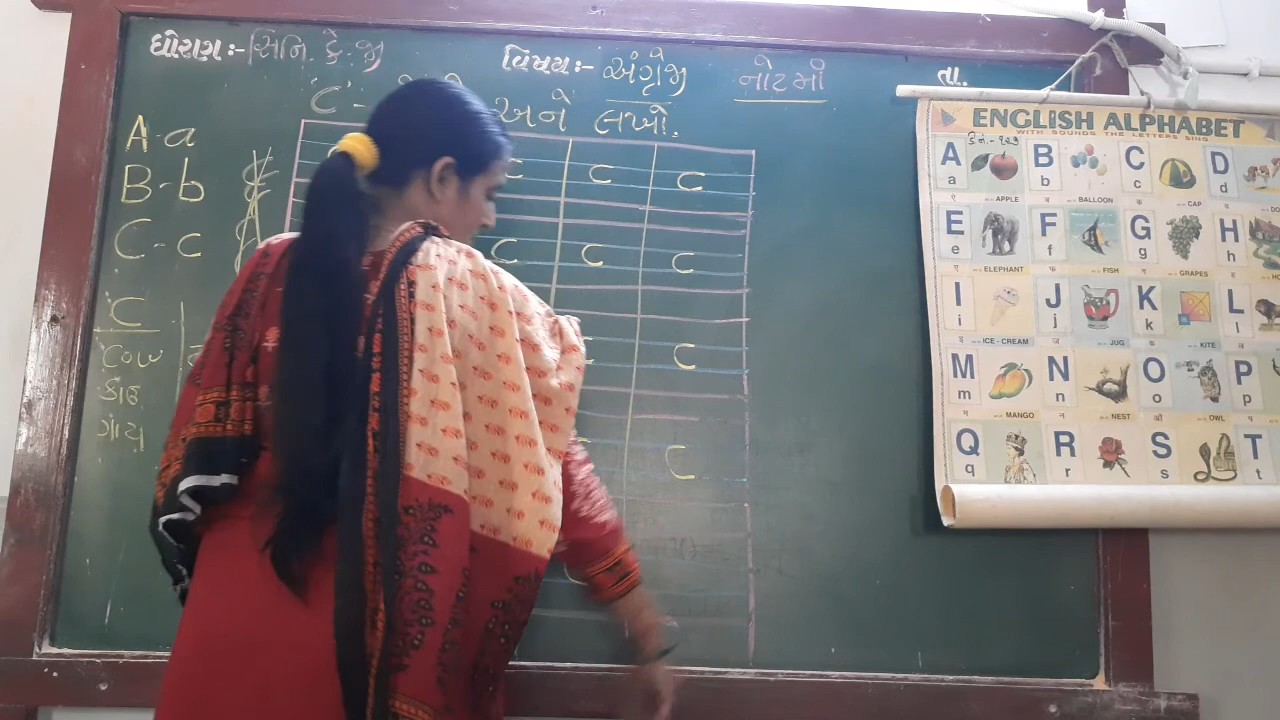 ધોરણ :- સિનિ. કે. જી
વિષય :- અંગ્રેજી
નોટમાં
તા.
'C' -
અને લખો.
A-a
B-b
C-c
C
Cow
કાઉ
ગાય
C C C
C C C
C
C
ENGLISH ALPHABET
WITH SOUNDS THE LETTERS SING
A a APPLE
B b BALLOON
C c CAP
D d
E e ELEPHANT
F f FISH
G g GRAPES
H h
I i ICE-CREAM
J j JUG
K k KITE
L l
M m MANGO
N n NEST
O o OWL
P p
Q q
R r
S s
T t